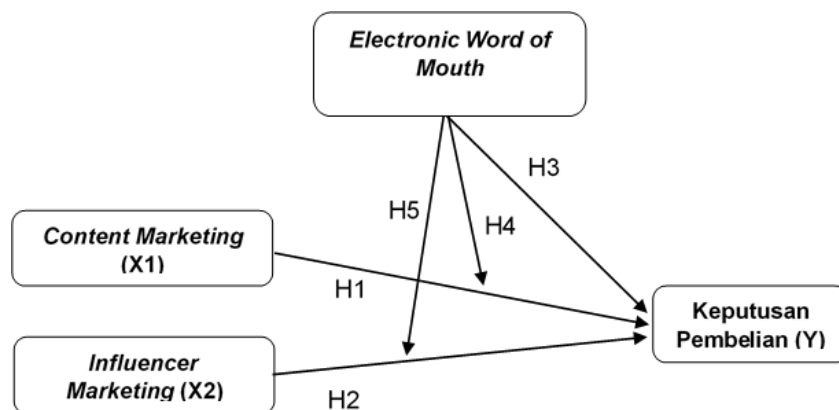 Electronic Word of
Mouth
H3
H5
H4
Content Marketing
(X1)
H1
Keputusan
Pembelian (Y)
Influencer
Marketing (X2)
H2